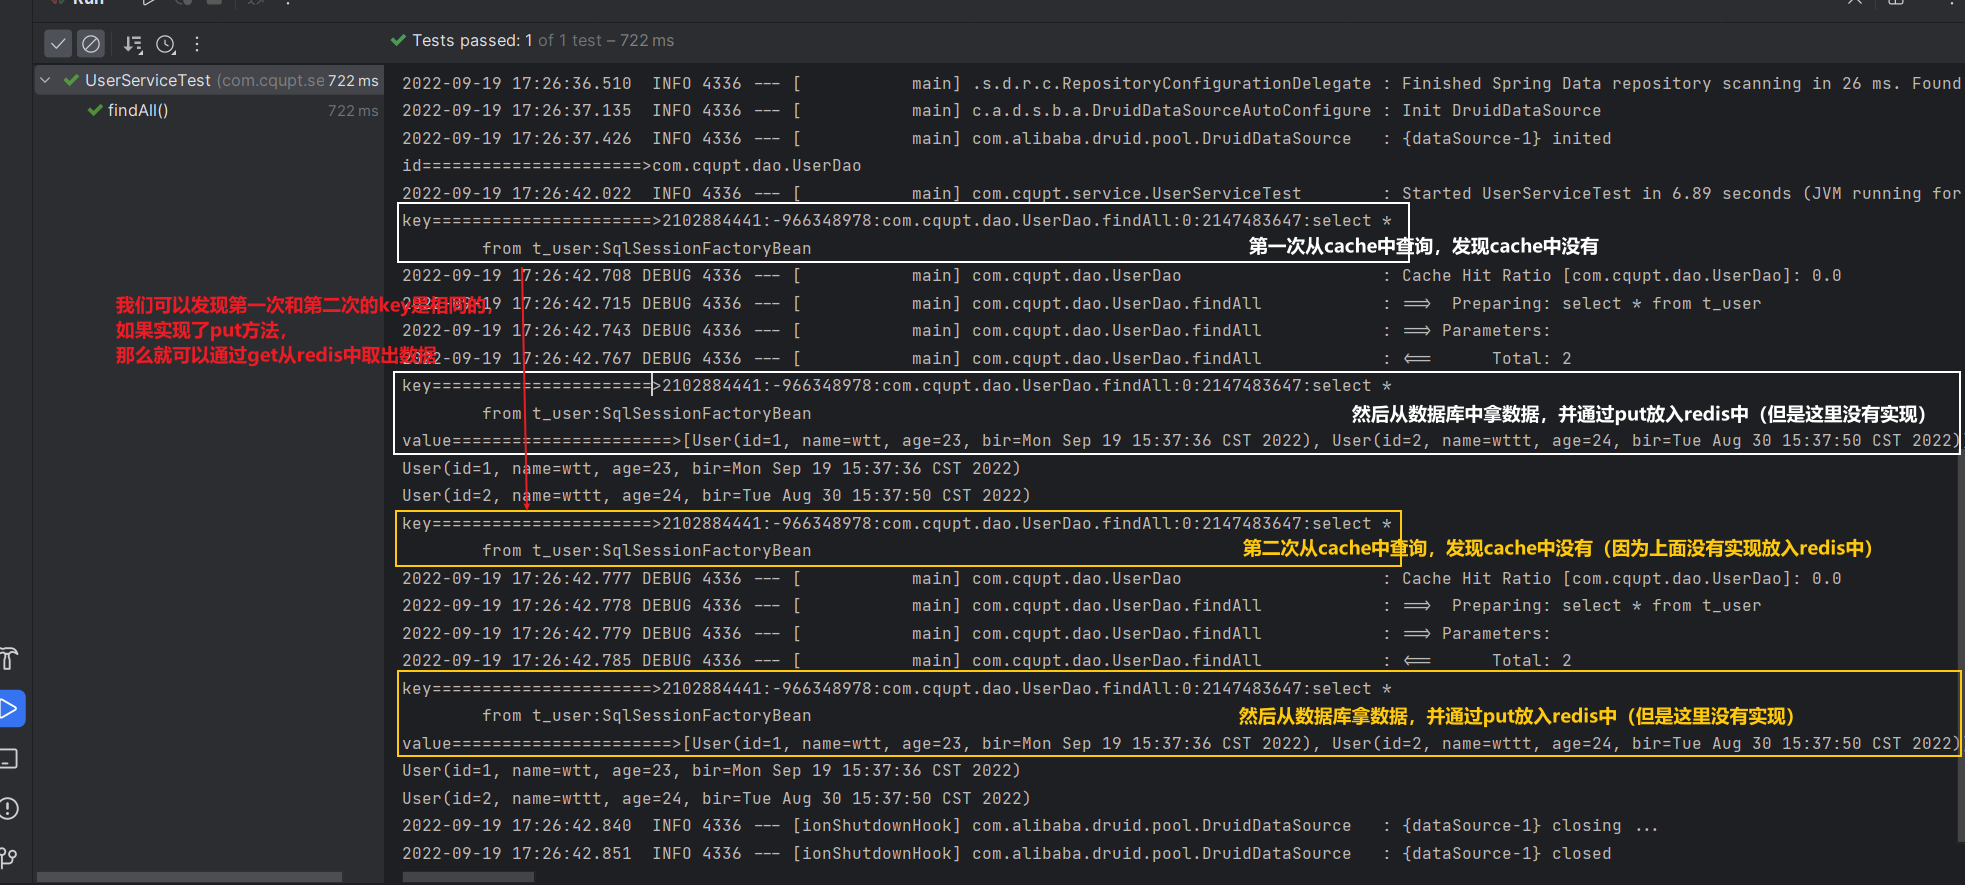 Run
Tests passed: 1 of 1 test – 722 ms
UserServiceTest (com.cqupt.se 722 ms
findAll() 722 ms
2022-09-19 17:26:36.510  INFO 4336 --- [           main] .s.d.r.c.RepositoryConfigurationDelegate : Finished Spring Data repository scanning in 26 ms. Found
2022-09-19 17:26:37.135  INFO 4336 --- [           main] c.a.d.s.b.a.DruidDataSourceAutoConfigure : Init DruidDataSource
2022-09-19 17:26:37.426  INFO 4336 --- [           main] com.alibaba.druid.pool.DruidDataSource   : {dataSource-1} inited
id======================>com.cqupt.dao.UserDao
2022-09-19 17:26:42.022  INFO 4336 --- [           main] com.cqupt.service.UserServiceTest        : Started UserServiceTest in 6.89 seconds (JVM running for
key======================>2102884441:-966348978:com.cqupt.dao.UserDao.findAll:0:2147483647:select *
from t_user:SqlSessionFactoryBean
第一次从cache中查询，发现cache中没有
2022-09-19 17:26:42.708 DEBUG 4336 --- [           main] com.cqupt.dao.UserDao                    : Cache Hit Ratio [com.cqupt.dao.UserDao]: 0.0
我们可以发现第一次和第二次的key是相同的，
如果实现了put方法，
那么就可以通过get从redis中取出数据
2022-09-19 17:26:42.715 DEBUG 4336 --- [           main] com.cqupt.dao.UserDao.findAll            : ==>  Preparing: select * from t_user
2022-09-19 17:26:42.743 DEBUG 4336 --- [           main] com.cqupt.dao.UserDao.findAll            : ==> Parameters:
2022-09-19 17:26:42.767 DEBUG 4336 --- [           main] com.cqupt.dao.UserDao.findAll            : <==      Total: 2
key======================>2102884441:-966348978:com.cqupt.dao.UserDao.findAll:0:2147483647:select *
from t_user:SqlSessionFactoryBean
然后从数据库中拿数据，并通过put放入redis中（但是这里没有实现）
value======================>[User(id=1, name=wtt, age=23, bir=Mon Sep 19 15:37:36 CST 2022), User(id=2, name=wttt, age=24, bir=Tue Aug 30 15:37:50 CST 2022)
User(id=1, name=wtt, age=23, bir=Mon Sep 19 15:37:36 CST 2022)
User(id=2, name=wttt, age=24, bir=Tue Aug 30 15:37:50 CST 2022)
key======================>2102884441:-966348978:com.cqupt.dao.UserDao.findAll:0:2147483647:select *
from t_user:SqlSessionFactoryBean
第二次从cache中查询，发现cache中没有（因为上面没有实现放入redis中）
2022-09-19 17:26:42.777 DEBUG 4336 --- [           main] com.cqupt.dao.UserDao                    : Cache Hit Ratio [com.cqupt.dao.UserDao]: 0.0
2022-09-19 17:26:42.778 DEBUG 4336 --- [           main] com.cqupt.dao.UserDao.findAll            : ==>  Preparing: select * from t_user
2022-09-19 17:26:42.779 DEBUG 4336 --- [           main] com.cqupt.dao.UserDao.findAll            : ==> Parameters:
2022-09-19 17:26:42.785 DEBUG 4336 --- [           main] com.cqupt.dao.UserDao.findAll            : <==      Total: 2
key======================>2102884441:-966348978:com.cqupt.dao.UserDao.findAll:0:2147483647:select *
from t_user:SqlSessionFactoryBean
然后从数据库拿数据，并通过put放入redis中（但是这里没有实现）
value======================>[User(id=1, name=wtt, age=23, bir=Mon Sep 19 15:37:36 CST 2022), User(id=2, name=wttt, age=24, bir=Tue Aug 30 15:37:50 CST 2022)
User(id=1, name=wtt, age=23, bir=Mon Sep 19 15:37:36 CST 2022)
User(id=2, name=wttt, age=24, bir=Tue Aug 30 15:37:50 CST 2022)
2022-09-19 17:26:42.840  INFO 4336 --- [ionShutdownHook] com.alibaba.druid.pool.DruidDataSource   : {dataSource-1} closing ...
2022-09-19 17:26:42.851  INFO 4336 --- [ionShutdownHook] com.alibaba.druid.pool.DruidDataSource   : {dataSource-1} closed